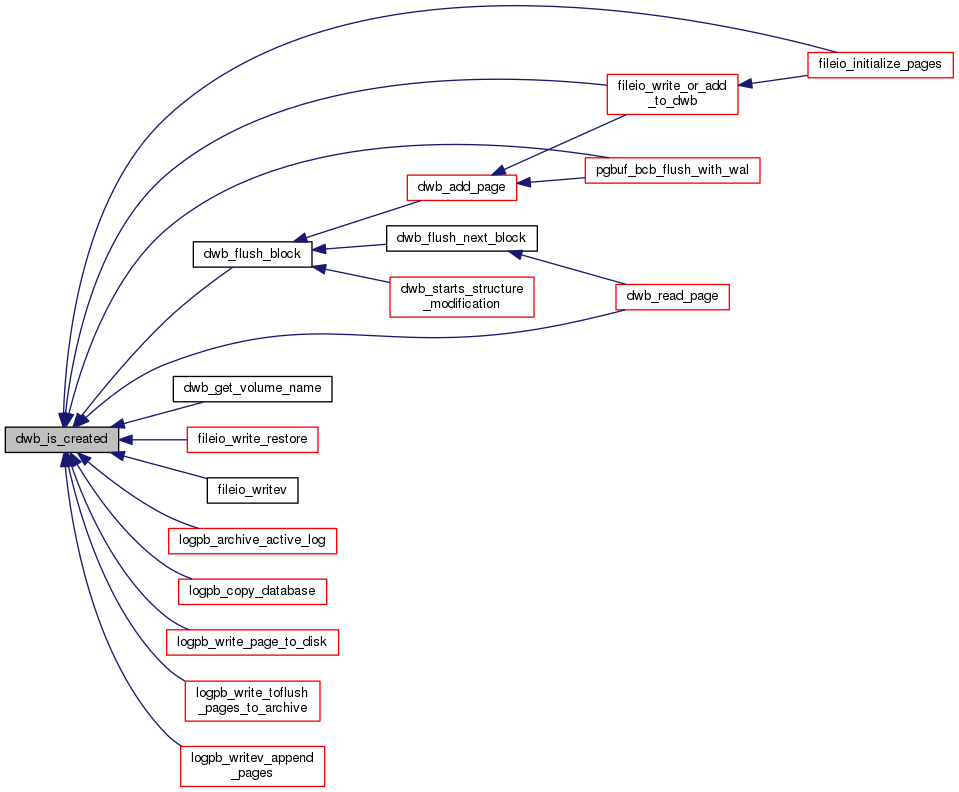 fileio_initialize_pages
fileio_write_or_add
_to_dwb
pgbuf_bcb_flush_with_wal
dwb_add_page
dwb_flush_next_block
dwb_flush_block
dwb_starts_structure
_modification
dwb_read_page
dwb_get_volume_name
dwb_is_created
fileio_write_restore
fileio_writev
logpb_archive_active_log
logpb_copy_database
logpb_write_page_to_disk
logpb_write_toflush
_pages_to_archive
logpb_writev_append
_pages